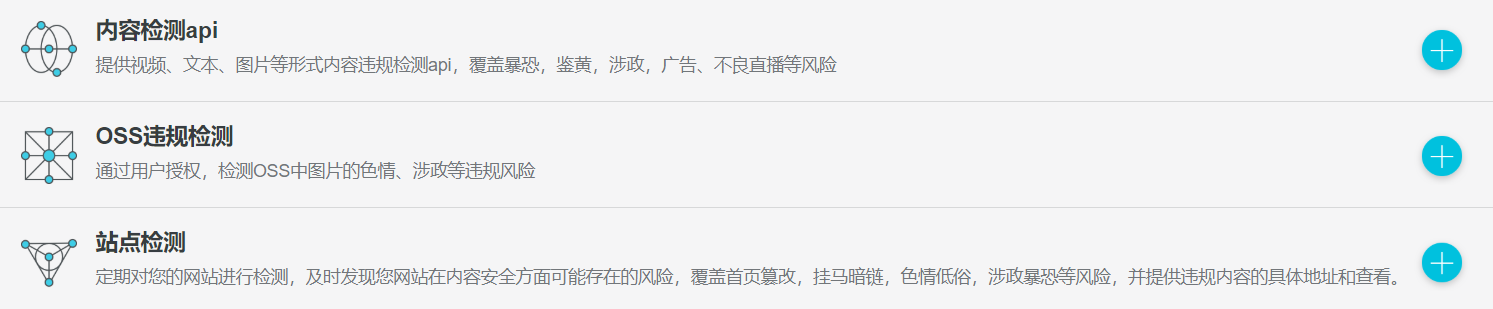 内容检测api
提供视频、文本、图片等形式内容违规检测api，覆盖暴恐，鉴黄，涉政，广告、不良直播等风险
OSS违规检测
通过用户授权，检测OSS中图片的色情、涉政等违规风险
站点检测
定期对您的网站进行检测，及时发现您网站在内容安全方面可能存在的风险，覆盖首页篡改，挂马暗链，色情低俗，涉政暴恐等风险，并提供违规内容的具体地址和查看。